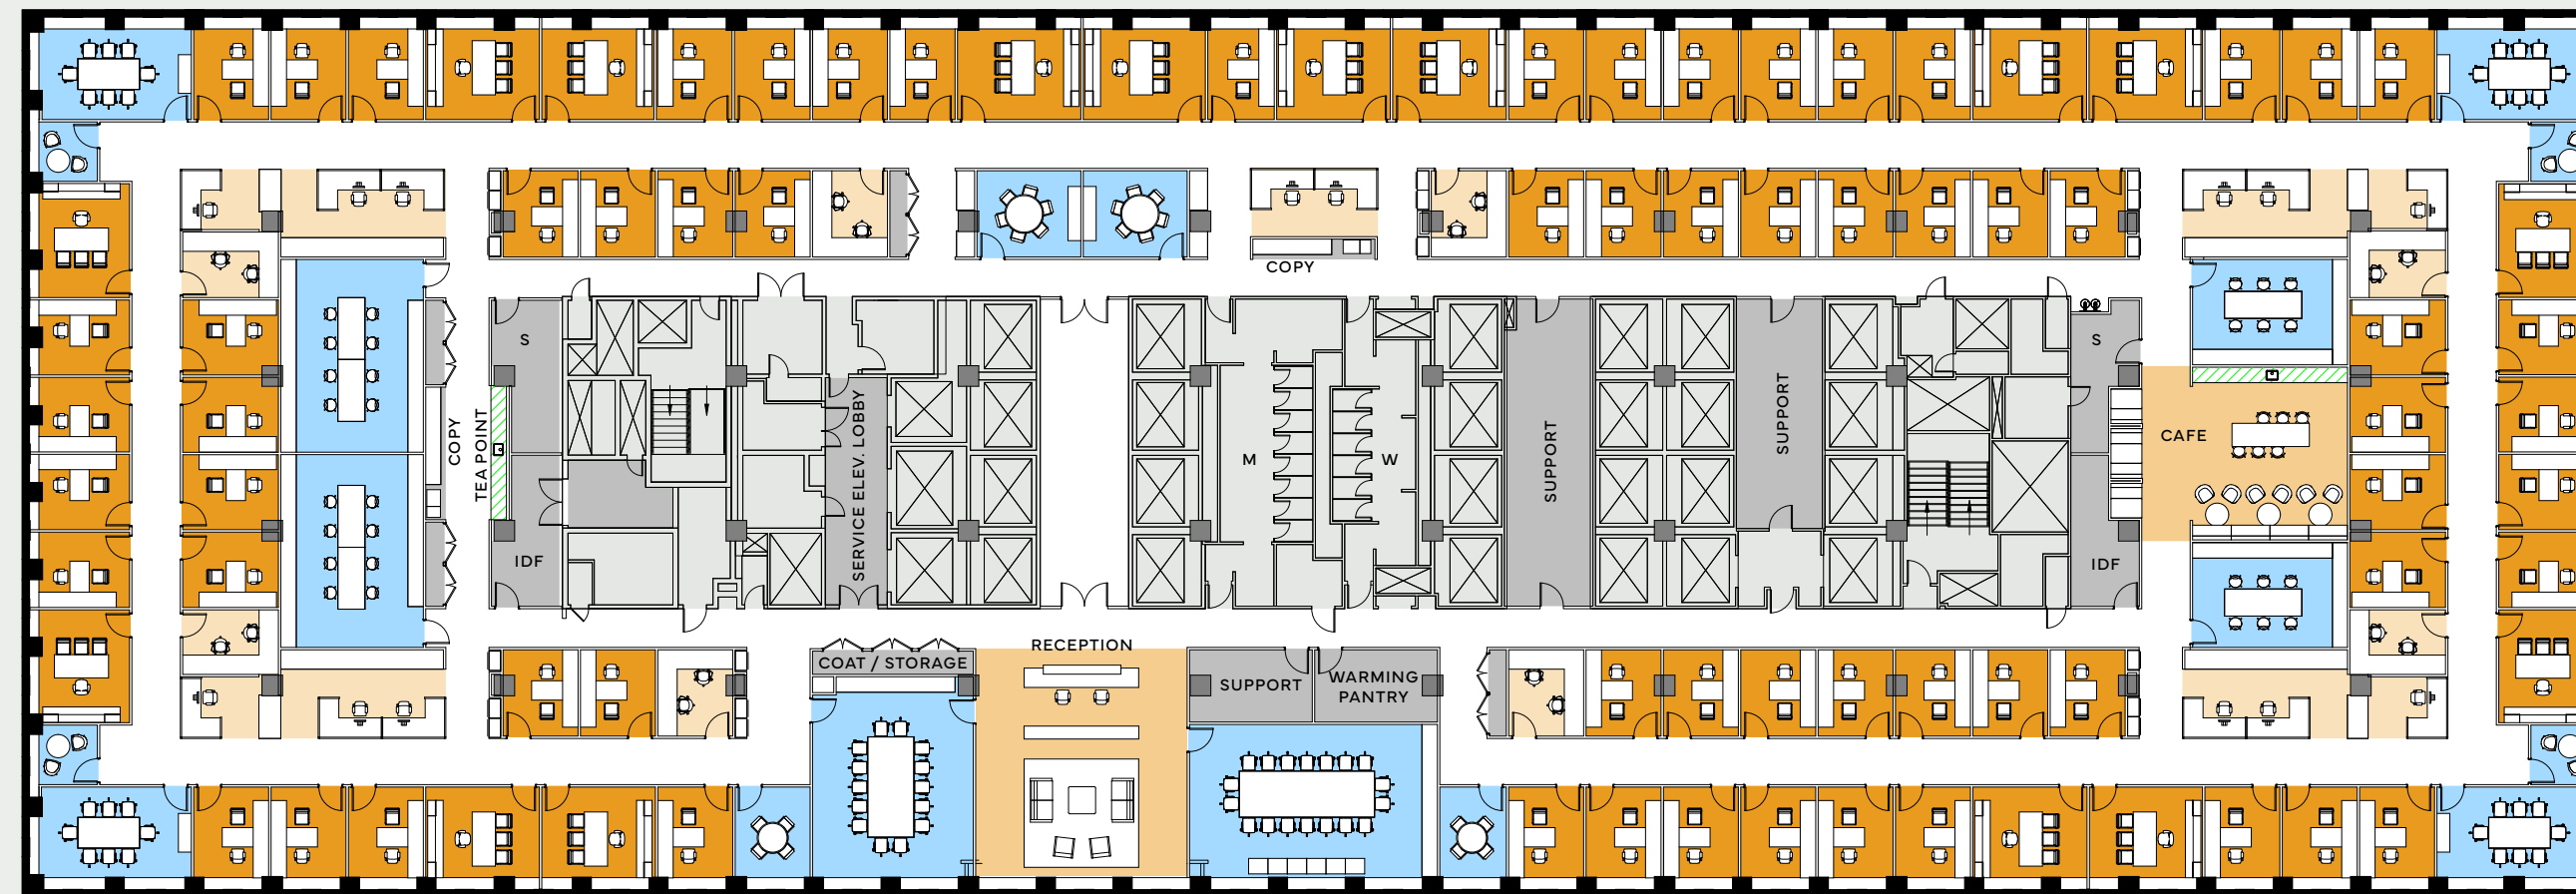 COPY
S
S
COPY
TEA POINT
SERVICE ELEV. LOBBY
M
W
SUPPORT
SUPPORT
CAFE
IDF
IDF
RECEPTION
COAT / STORAGE
SUPPORT
WARMING
PANTRY